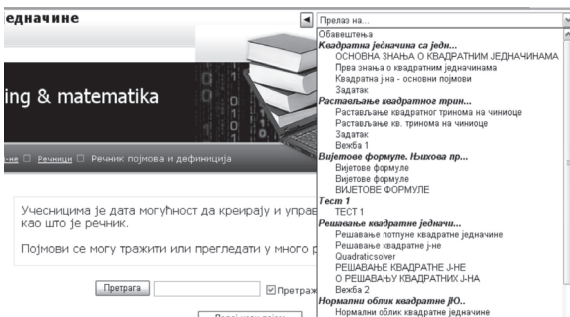 едначине
Прелаз на...
Обавештења
Квадратна једначина са једн...
ОСНОВНА ЗНАЊА О КВАДРАТНИМ ЈЕДНАЧИНАМА
Прва знања о квадратним једначинама
Квадратна ј-на - основни појмови
Задатак
Растављање квадратног трин...
Растављање квадратног тринома на чиниоце
Растављање кв. тринома на чиниоце
Задатак
Вежба 1
Вијетове формуле. Њихова пр...
Вијетове формуле
Вијетове формуле
ВИЈЕТОВЕ ФОРМУЛЕ
Тест 1
ТЕСТ 1
Решавање квадратне једначи...
Решавање потпуне квадратне једначине
Решавање квадратне ј-не
Quadraticsover
РЕШАВАЊЕ КВАДРАТНЕ Ј-НЕ
О РЕШАВАЊУ КВАДРАТНИХ Ј-НА
Вежба 2
Нормални облик квадратне јЮ..
Нормални облик квадратне једначине
ing & matematika
-не □ Речници □ Речник појмова и дефиниција
Учесницима је дата могућност да креирају и управ
као што је речник.
Појмови се могу тражити или прегледати у много р
Претрага
Претраж